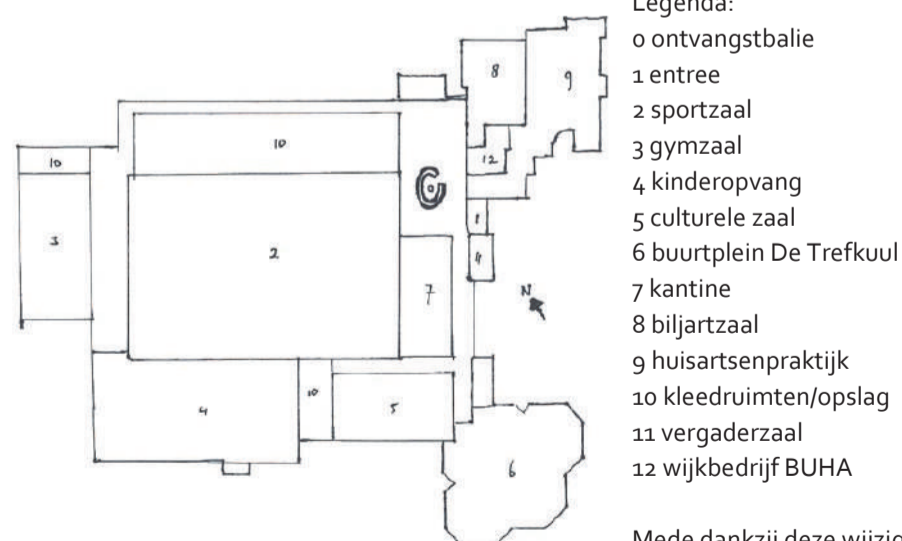 Legenda:
0 ontvangstbalie
1 entree
2 sportzaal
3 gymzaal
4 kinderopvang
5 culturele zaal
6 buurtplein De Trefkuul
7 kantine
8 biljartzaal
9 huisartsenpraktijk
10 kleedruimten/opslag
11 vergaderzaal
12 wijkbedrijf BUHA
Mede dankzij deze
8
9
10
12
10
0
3
2
1
4
7
N
4
10
5
6